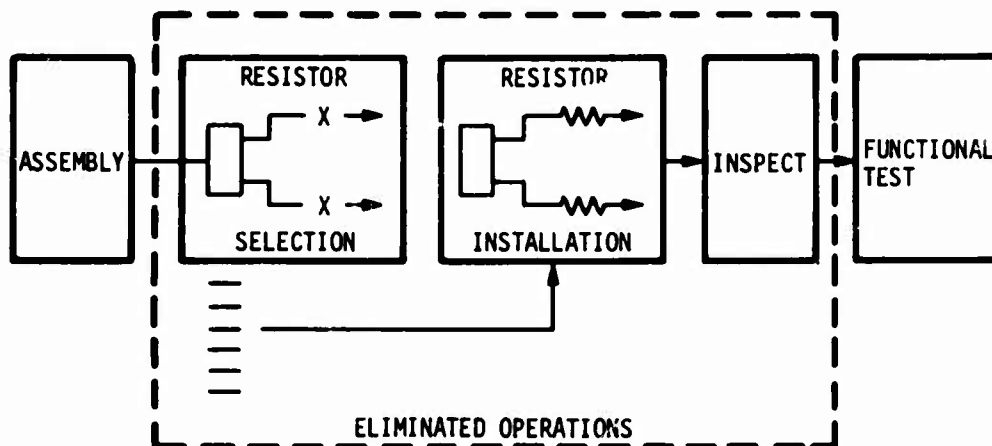 ASSEMBLY
RESISTOR
X
X
SELECTION
RESISTOR
INSTALLATION
INSPECT
FUNCTIONAL
TEST
ELIMINATED OPERATIONS